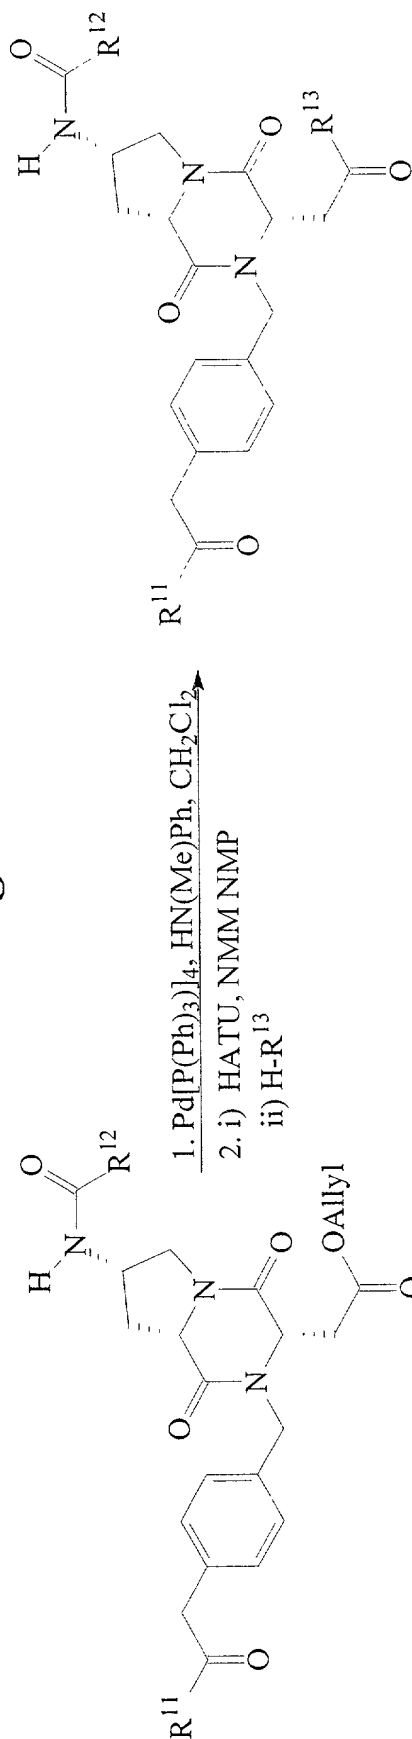 H
N
O
R¹²
N
O
O
N
OAllyl
O
R¹¹
O
1. Pd[P(Ph)₃)]₄, HN(Me)Ph, CH₂Cl₂
2. i) HATU, NMM NMP
ii) H-R¹³
H
N
O
R¹²
N
O
O
N
R¹³
O
R¹¹
O